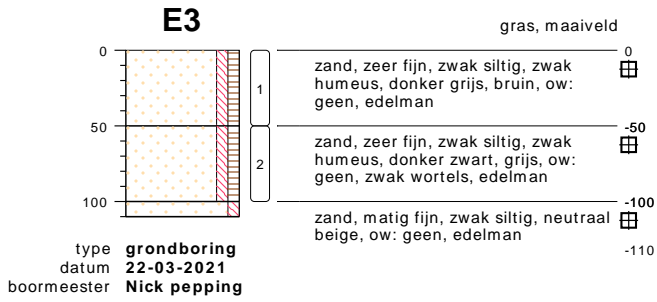 E3
gras, maaiveld
0
0
zand, zeer fijn, zwak siltig, zwak
humeus, donker grijs, bruin, ow:
geen, edelman
1
50
-50
zand, zeer fijn, zwak siltig, zwak
humeus, donker zwart, grijs, ow:
geen, zwak wortels, edelman
2
100
-100
zand, matig fijn, zwak siltig, neutraal
beige, ow: geen, edelman
-110
type grondboring
datum 22-03-2021
boormeester Nick pepping